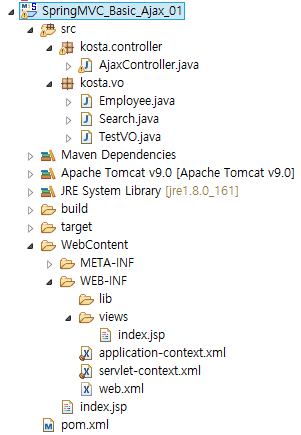 SpringMVC_Basic_Ajax_01
src
kosta.controller
AjaxController.java
kosta.vo
Employee.java
Search.java
TestVO.java
Maven Dependencies
Apache Tomcat v9.0 [Apache Tomcat v9.0]
JRE System Library [jre1.8.0_161]
build
target
WebContent
META-INF
WEB-INF
lib
views
index.jsp
application-context.xml
servlet-context.xml
web.xml
index.jsp
pom.xml